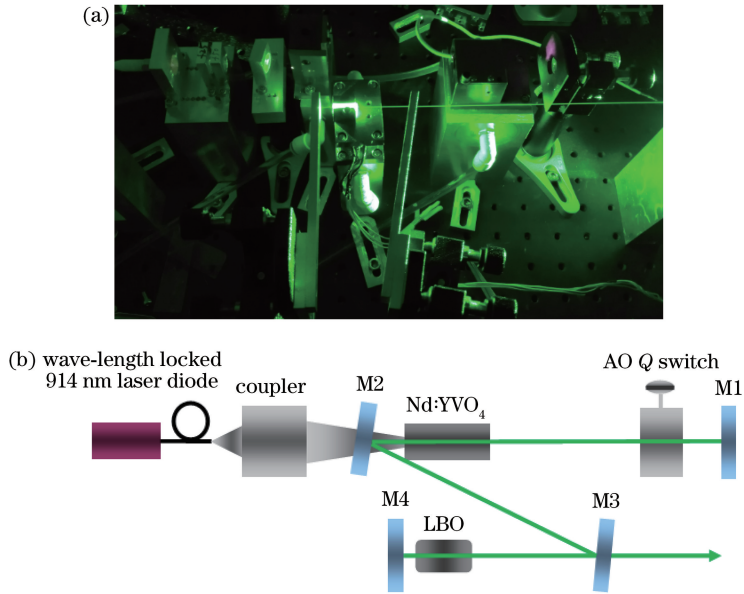 (a)
(b) wave-length locked
914 nm laser diode
coupler
M2
Nd:YVO4
AO Q switch
M1
M4
LBO
M3